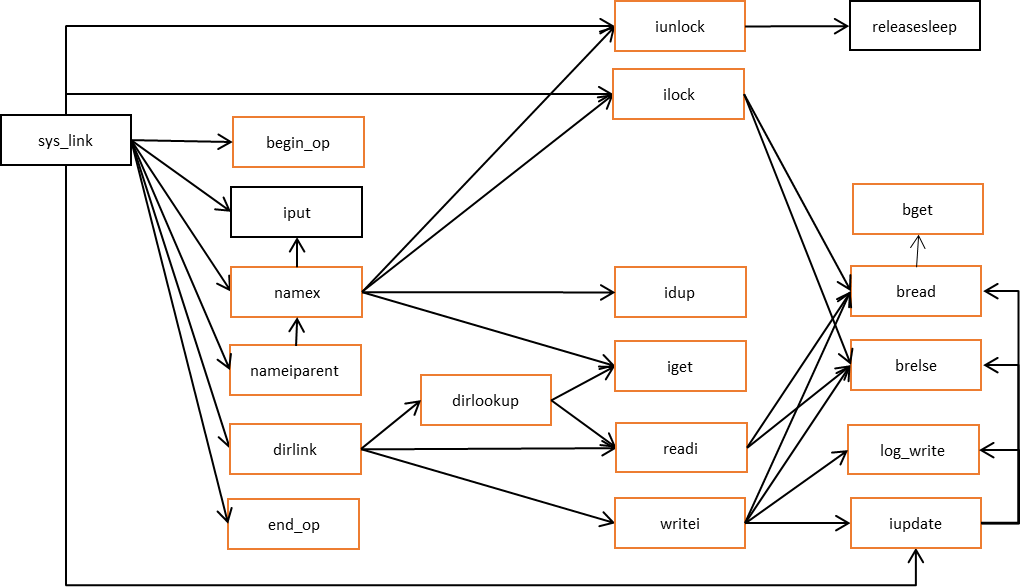 iunlock
releasesleep
ilock
sys_link
begin_op
iput
bget
namex
idup
bread
nameiparent
iget
brelse
dirlookup
dirlink
readi
log_write
end_op
writei
iupdate